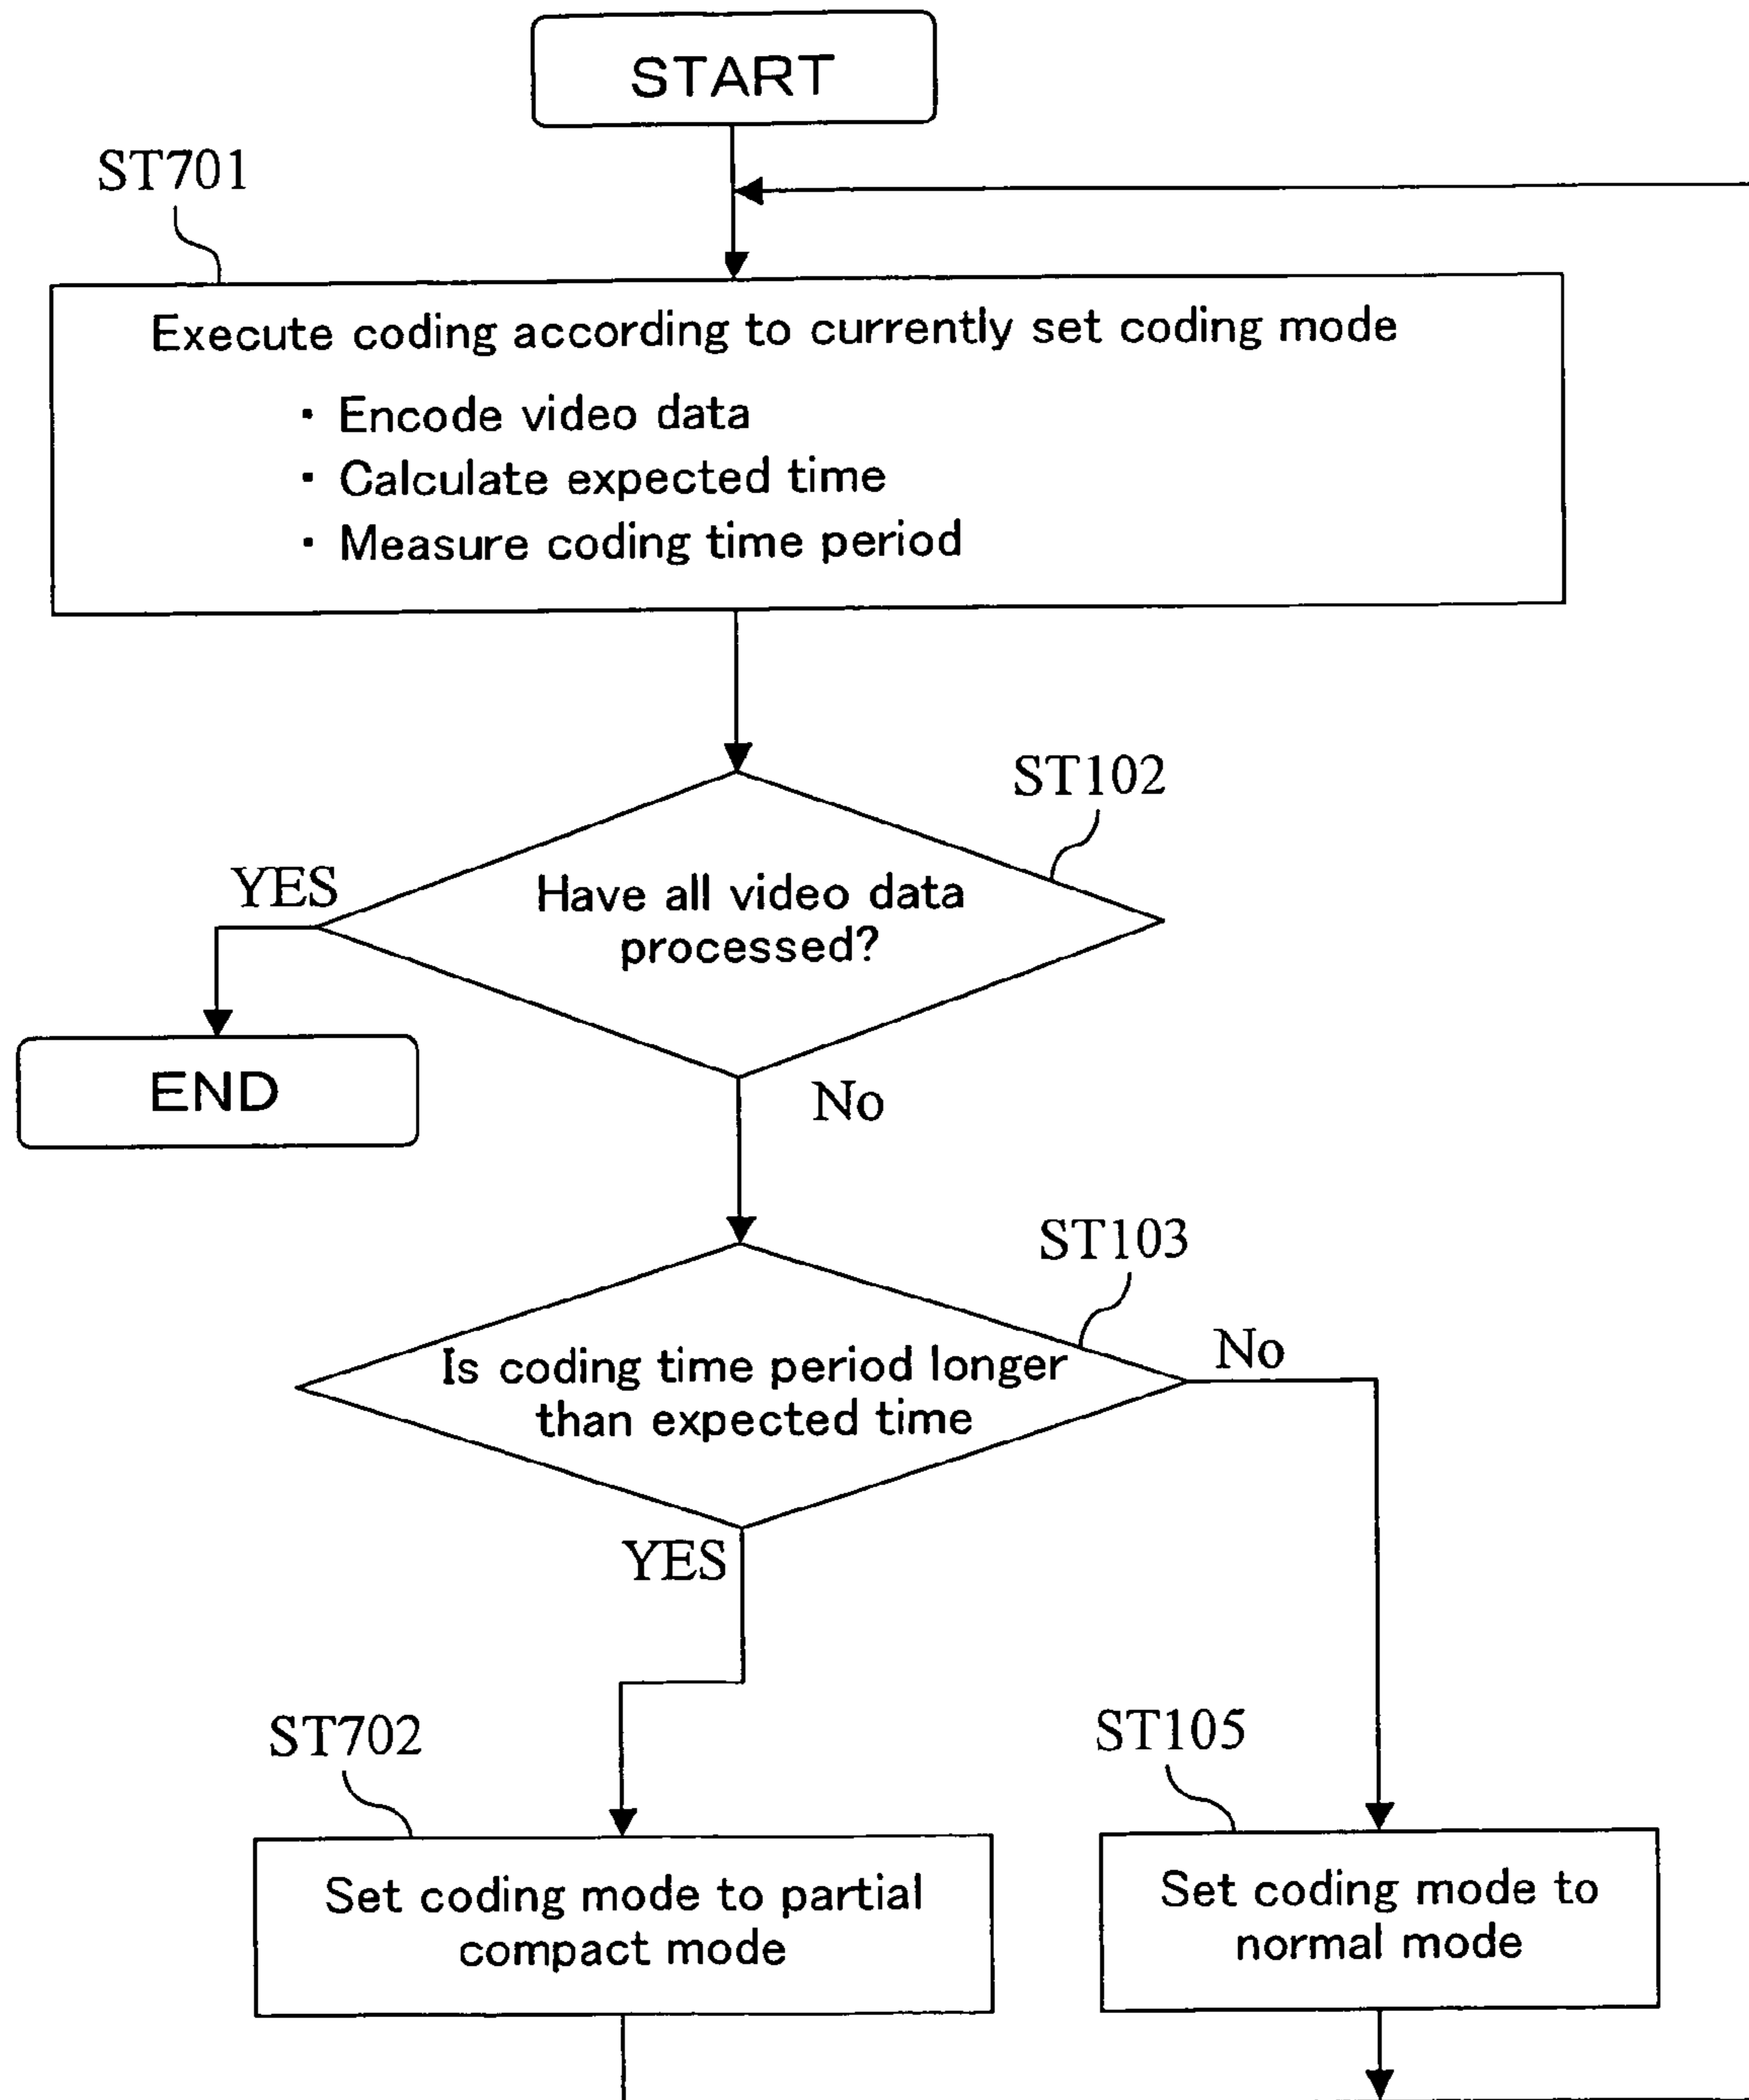 START
ST701
Execute coding according to currently set coding mode
・ Encode video data
・ Calculate expected time
・ Measure coding time period
ST102
YES
Have all video data
processed?
END
No
ST103
Is coding time period longer
than expected time
No
YES
ST702
ST105
Set coding mode to partial
compact mode
Set coding mode to
normal mode